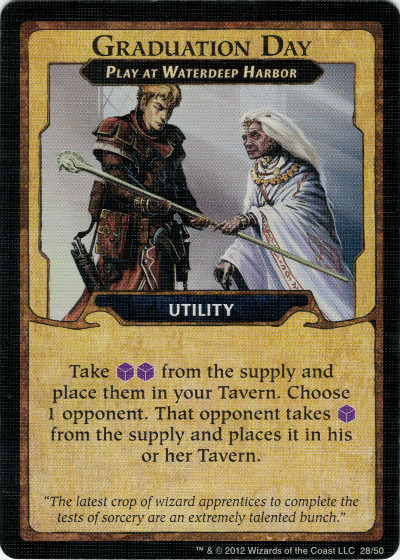 Graduation Day
Play at Waterdeep Harbor
UTILITY
Take from the supply and
place them in your Tavern. Choose
1 opponent. That opponent takes
from the supply and places it in his
or her Tavern.
"The latest crop of wizard apprentices to complete the
tests of sorcery are an extremely talented bunch."
™ & © 2012 Wizards of the Coast LLC 28/50